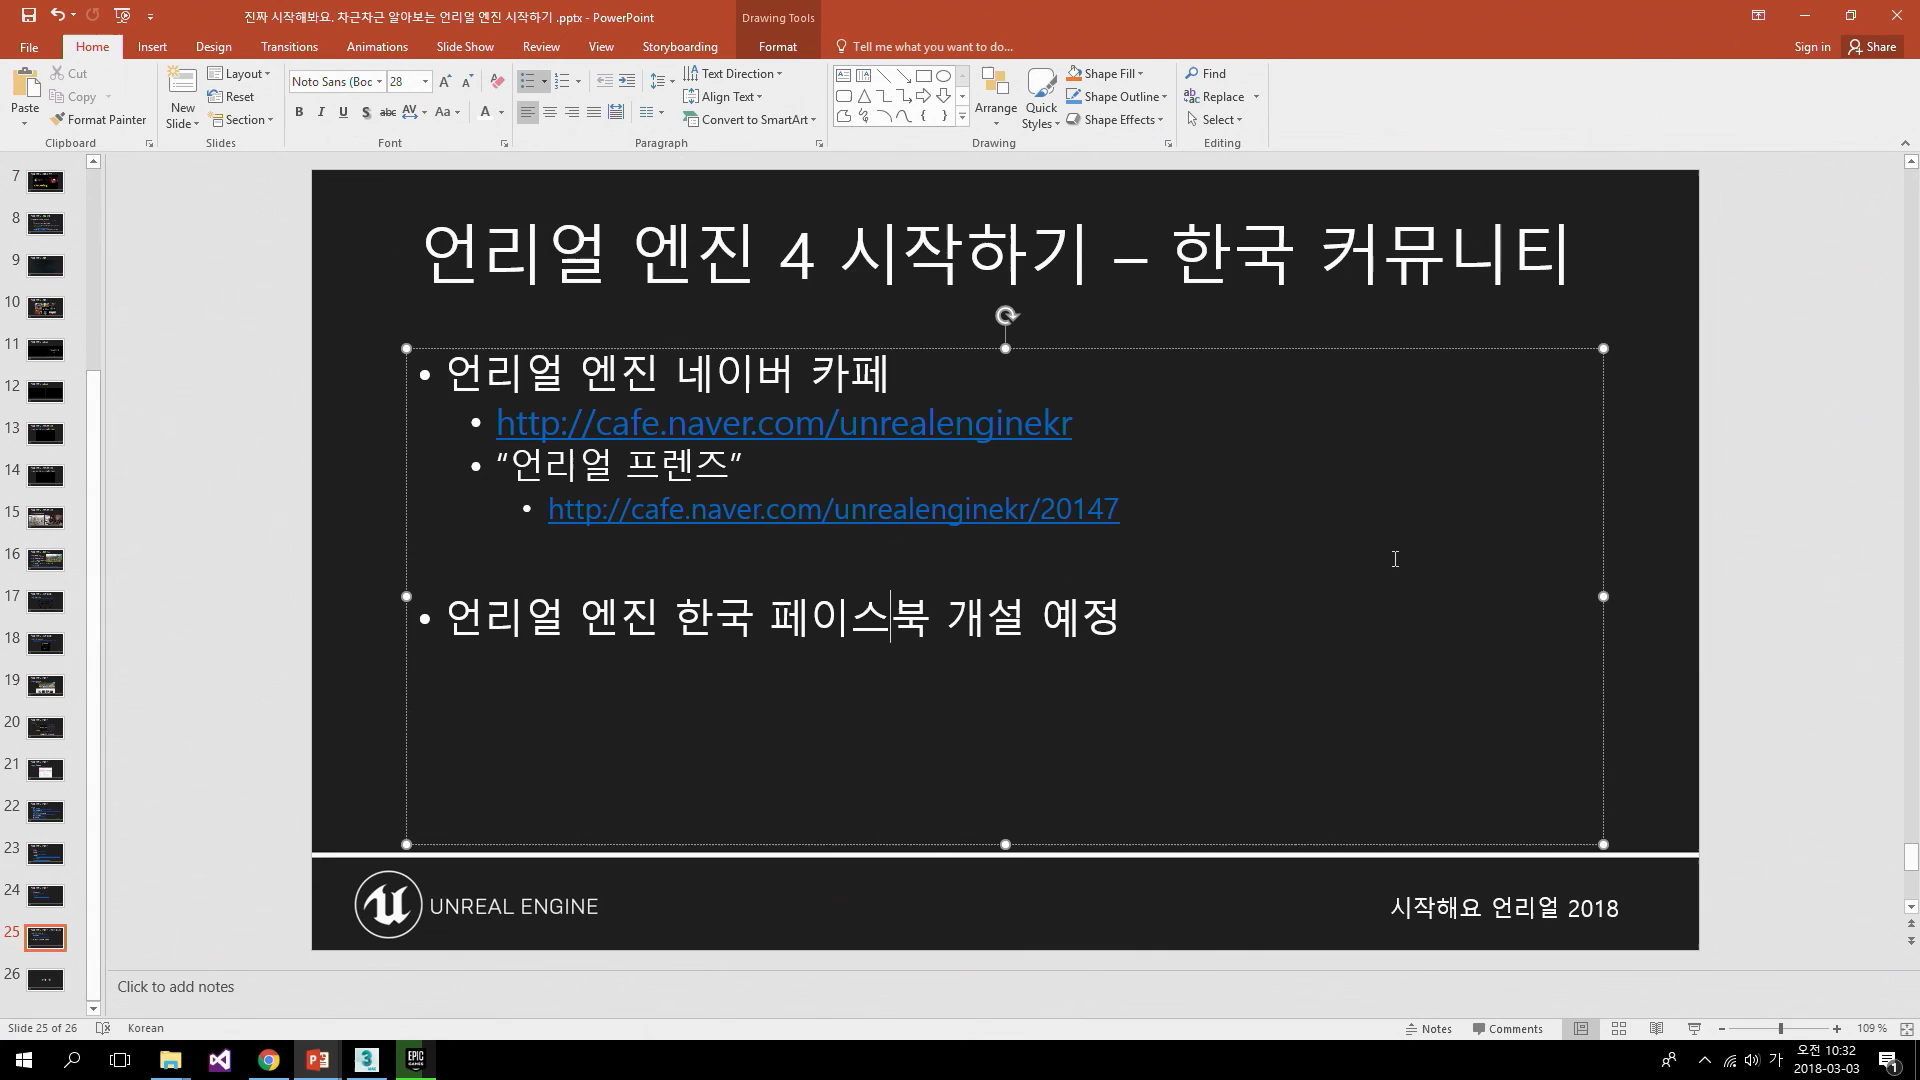 진짜 시작해봐요. 차근차근 알아보는 언리얼 엔진 시작하기 .pptx - PowerPoint
Drawing Tools
File Home Insert Design Transitions Animations Slide Show Review View Storyboarding Format Tell me what you want to do... Sign in Share
Paste
Cut
Copy
Format Painter
Clipboard
New
Slide
Layout
Reset
Section
Slides
Noto Sans (Boc 28
B I U S abc AV Aa A
Font
Text Direction
Align Text
Convert to SmartArt
Paragraph
Arrange
Quick
Styles
Shape Fill
Shape Outline
Shape Effects
Drawing
Find
Replace
Select
Editing
7
8
9
10
11
12
13
14
15
16
17
18
19
20
21
22
23
24
25
26
언리얼 엔진 4 시작하기 – 한국 커뮤니티
• 언리얼 엔진 네이버 카페
• http://cafe.naver.com/unrealenginekr
• “언리얼 프렌즈”
• http://cafe.naver.com/unrealenginekr/20147
• 언리얼 엔진 한국 페이스북 개설 예정
UNREAL ENGINE
시작해요 언리얼 2018
Click to add notes
Slide 25 of 26 Korean Notes Comments 109 %
EPIC
GAMES
가
오전 10:32
2018-03-03
1